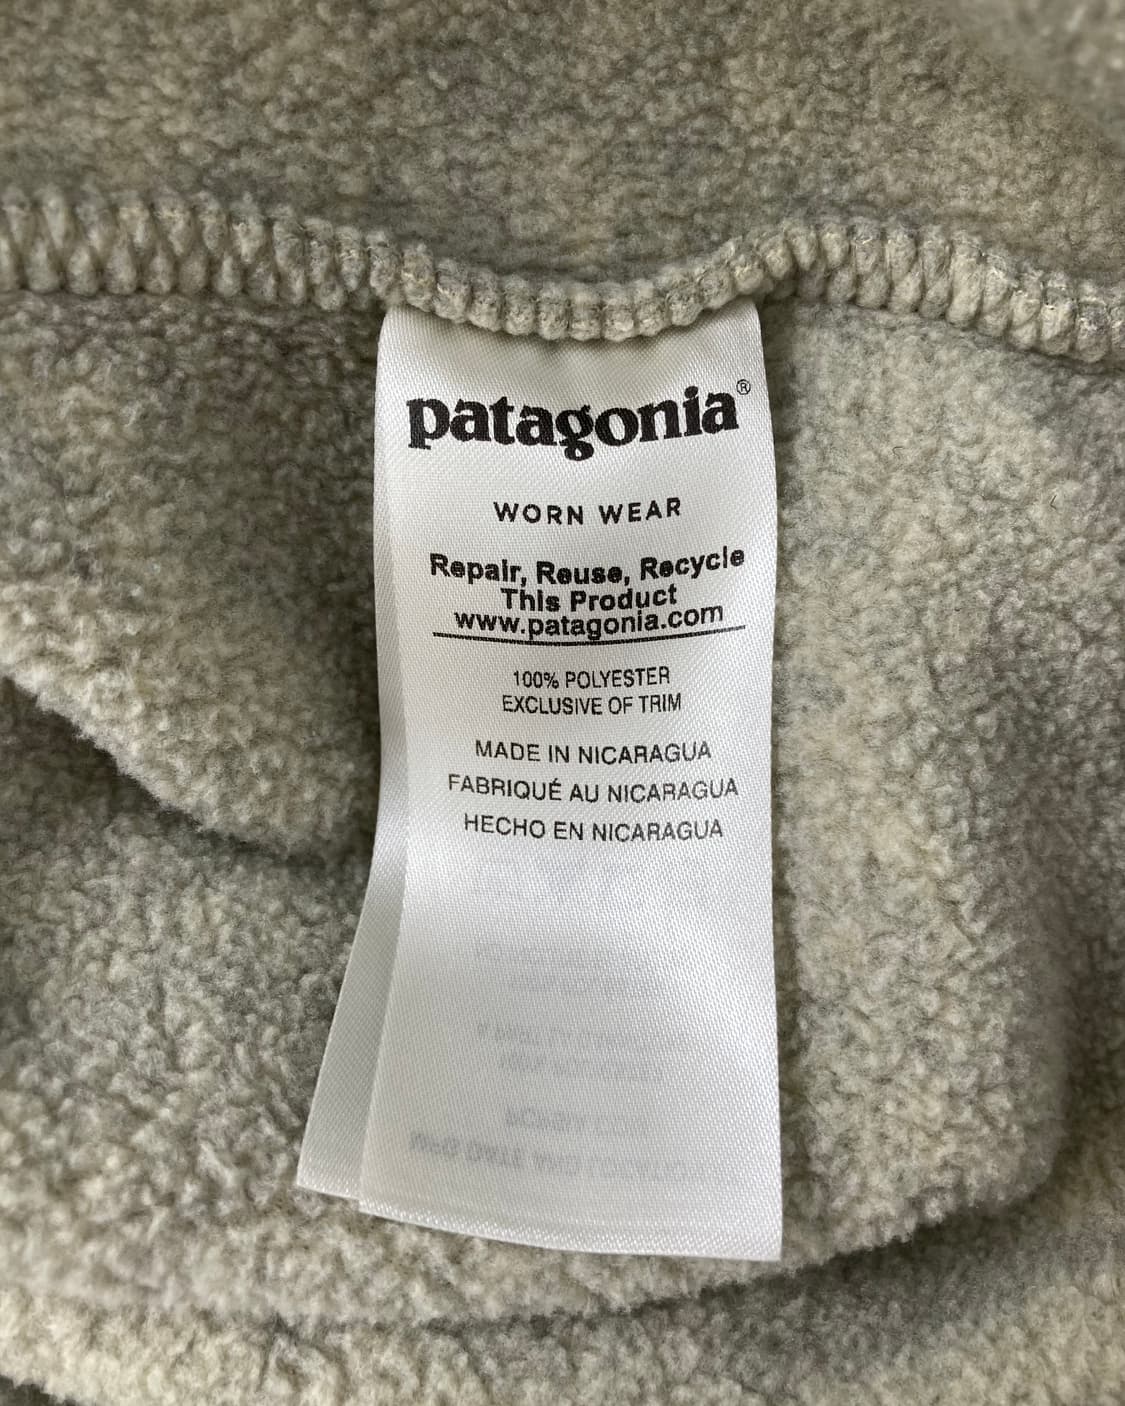 patagonia®
WORN WEAR
Repair, Reuse, Recycle
This Product
www.patagonia.com
100% POLYESTER
EXCLUSIVE OF TRIM
MADE IN NICARAGUA
FABRIQUÉ AU NICARAGUA
HECHO EN NICARAGUA